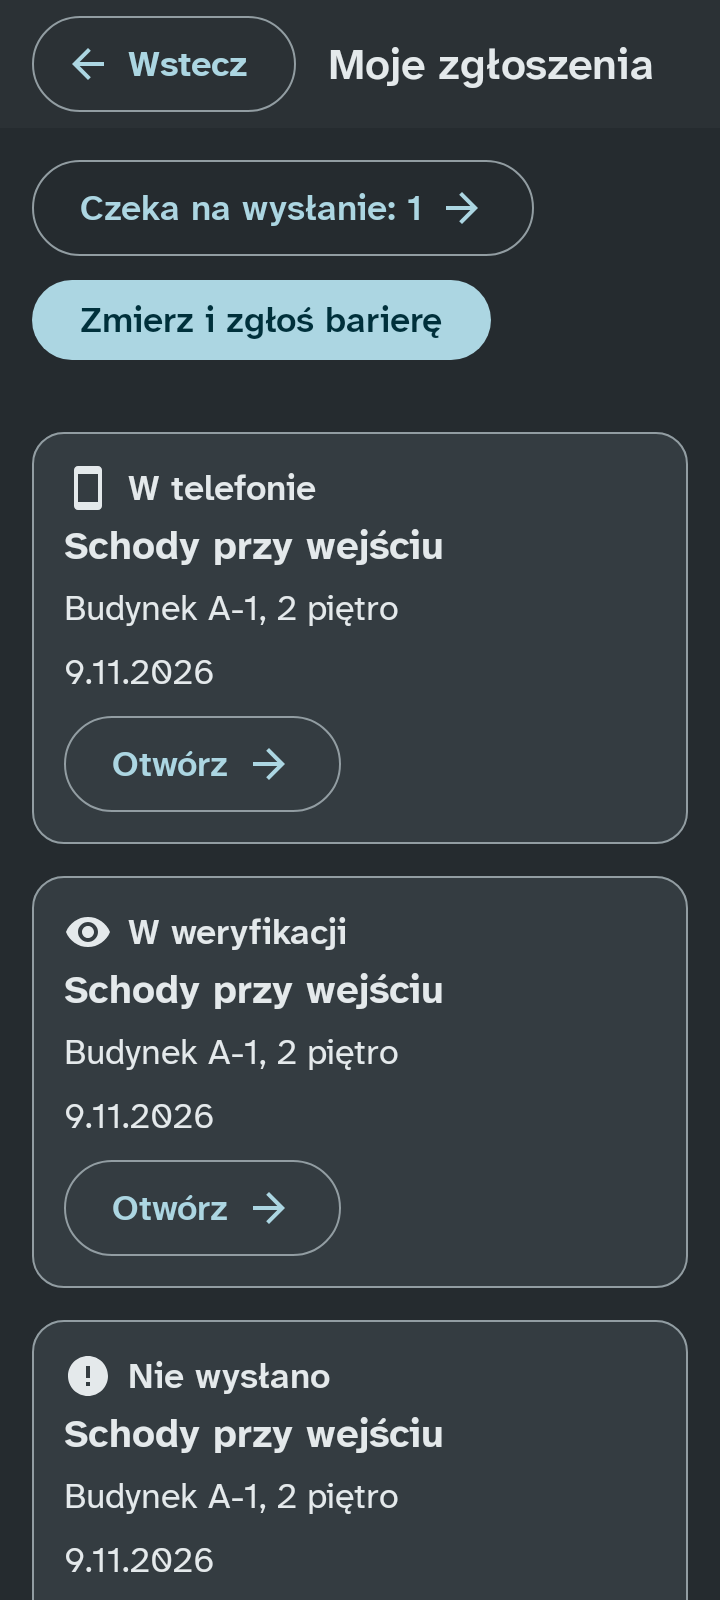 Wstecz
Moje zgłoszenia
Czeka na wysłanie: 1
Zmierz i zgłoś barierę
W telefonie
Schody przy wejściu
Budynek A-1, 2 piętro
9.11.2026
Otwórz
W weryfikacji
Schody przy wejściu
Budynek A-1, 2 piętro
9.11.2026
Otwórz
Nie wysłano
Schody przy wejściu
Budynek A-1, 2 piętro
9.11.2026